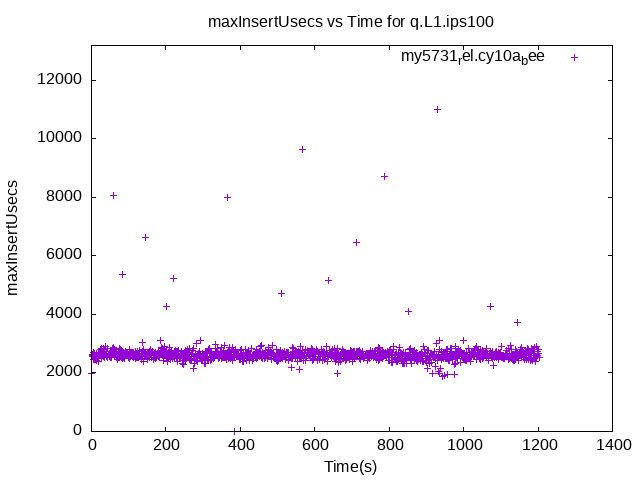 maxInsertUsecs vs Time for q.L1.ips100
my5731rel.cy10abee
12000
10000
8000
6000
4000
2000
0
maxInsertUsecs
0 200 400 600 800 1000 1200 1400
Time(s)